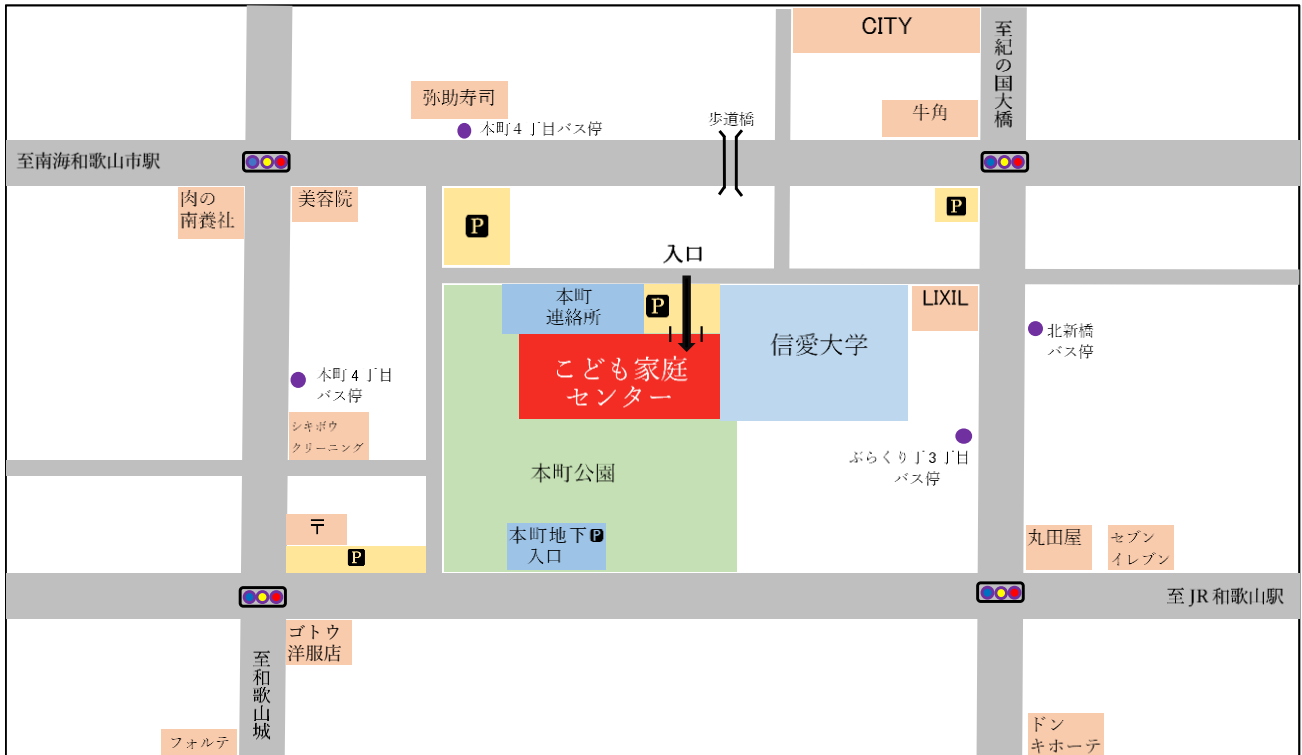 CITY
至紀の国大橋
弥助寿司
牛角
歩道橋
本町4丁目バス停
至南海和歌山市駅
肉の
南養社
美容院
P
P
入口
本町
連絡所
P
LIXIL
信愛大学
北新橋
バス停
こども家庭
センター
本町4丁目
バス停
シキボウ
クリーニング
ぶらくり丁3丁目
バス停
本町公園
〒
P
本町地下P
入口
丸田屋
セブン
イレブン
至JR和歌山駅
ゴトウ
洋服店
至和歌山城
フォルテ
ドン
キホーテ